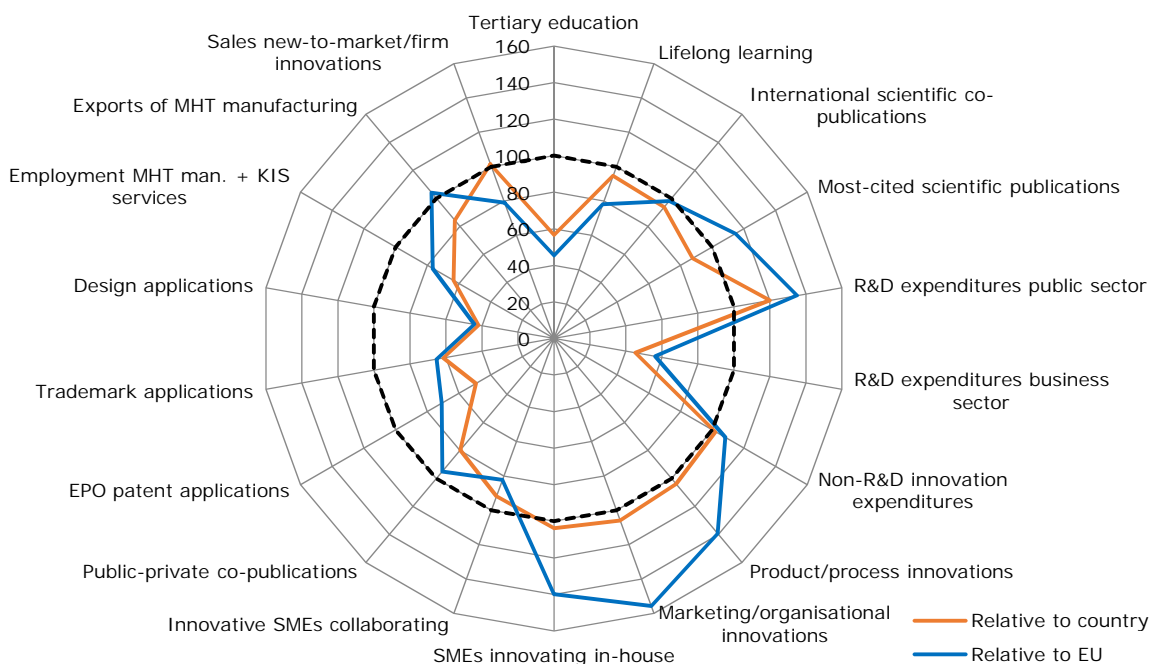 Tertiary education
Sales new-to-market/firm
innovations
Lifelong learning
Exports of MHT manufacturing
International scientific co-
publications
Employment MHT man. + KIS
services
Most-cited scientific publications
Design applications
R&D expenditures public sector
Trademark applications
R&D expenditures business
sector
EPO patent applications
Non-R&D innovation
expenditures
Public-private co-publications
Product/process innovations
Innovative SMEs collaborating
Marketing/organisational
innovations
SMEs innovating in-house
160
140
120
100
80
60
40
20
0
Relative to country
Relative to EU